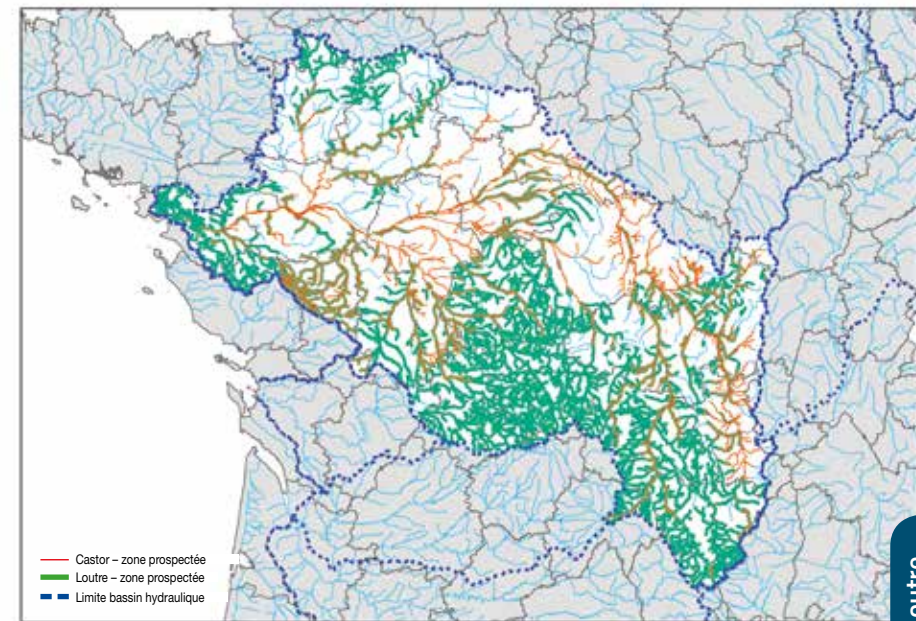 Castor – zone prospectée
Loutre – zone prospectée
Limite bassin hydraulique